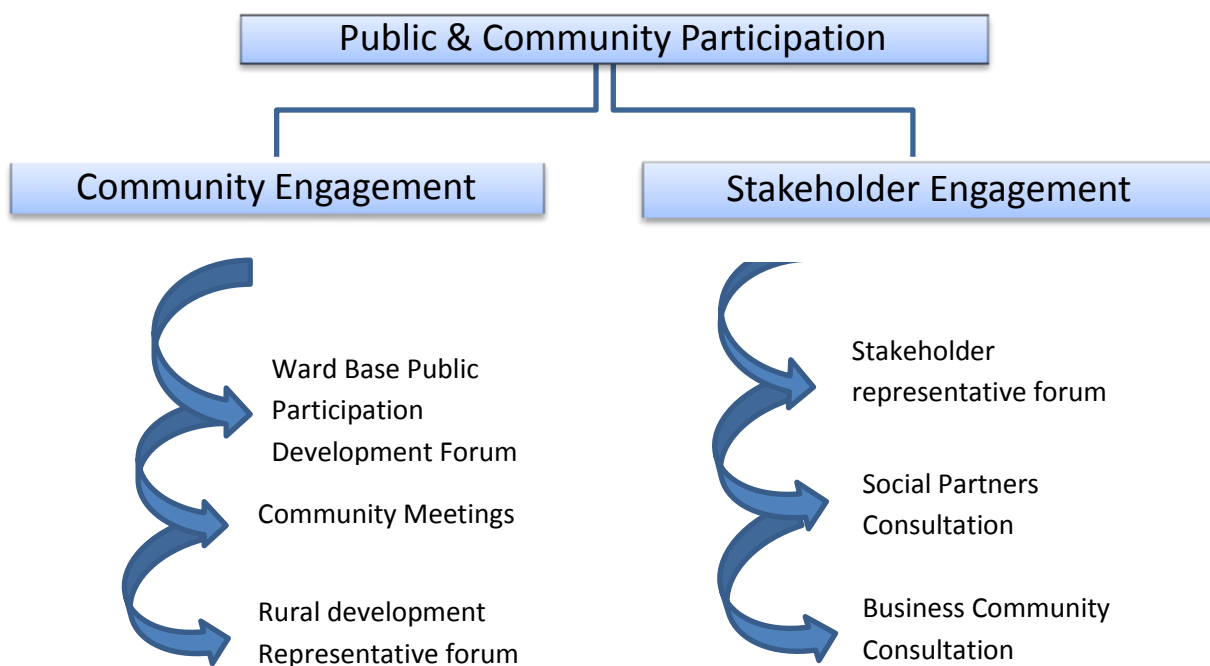 Public & Community Participation
Community Engagement
Stakeholder Engagement
Ward Base Public
Participation
Development Forum
Community Meetings
Rural development
Representative forum
Stakeholder
representative forum
Social Partners
Consultation
Business Community
Consultation